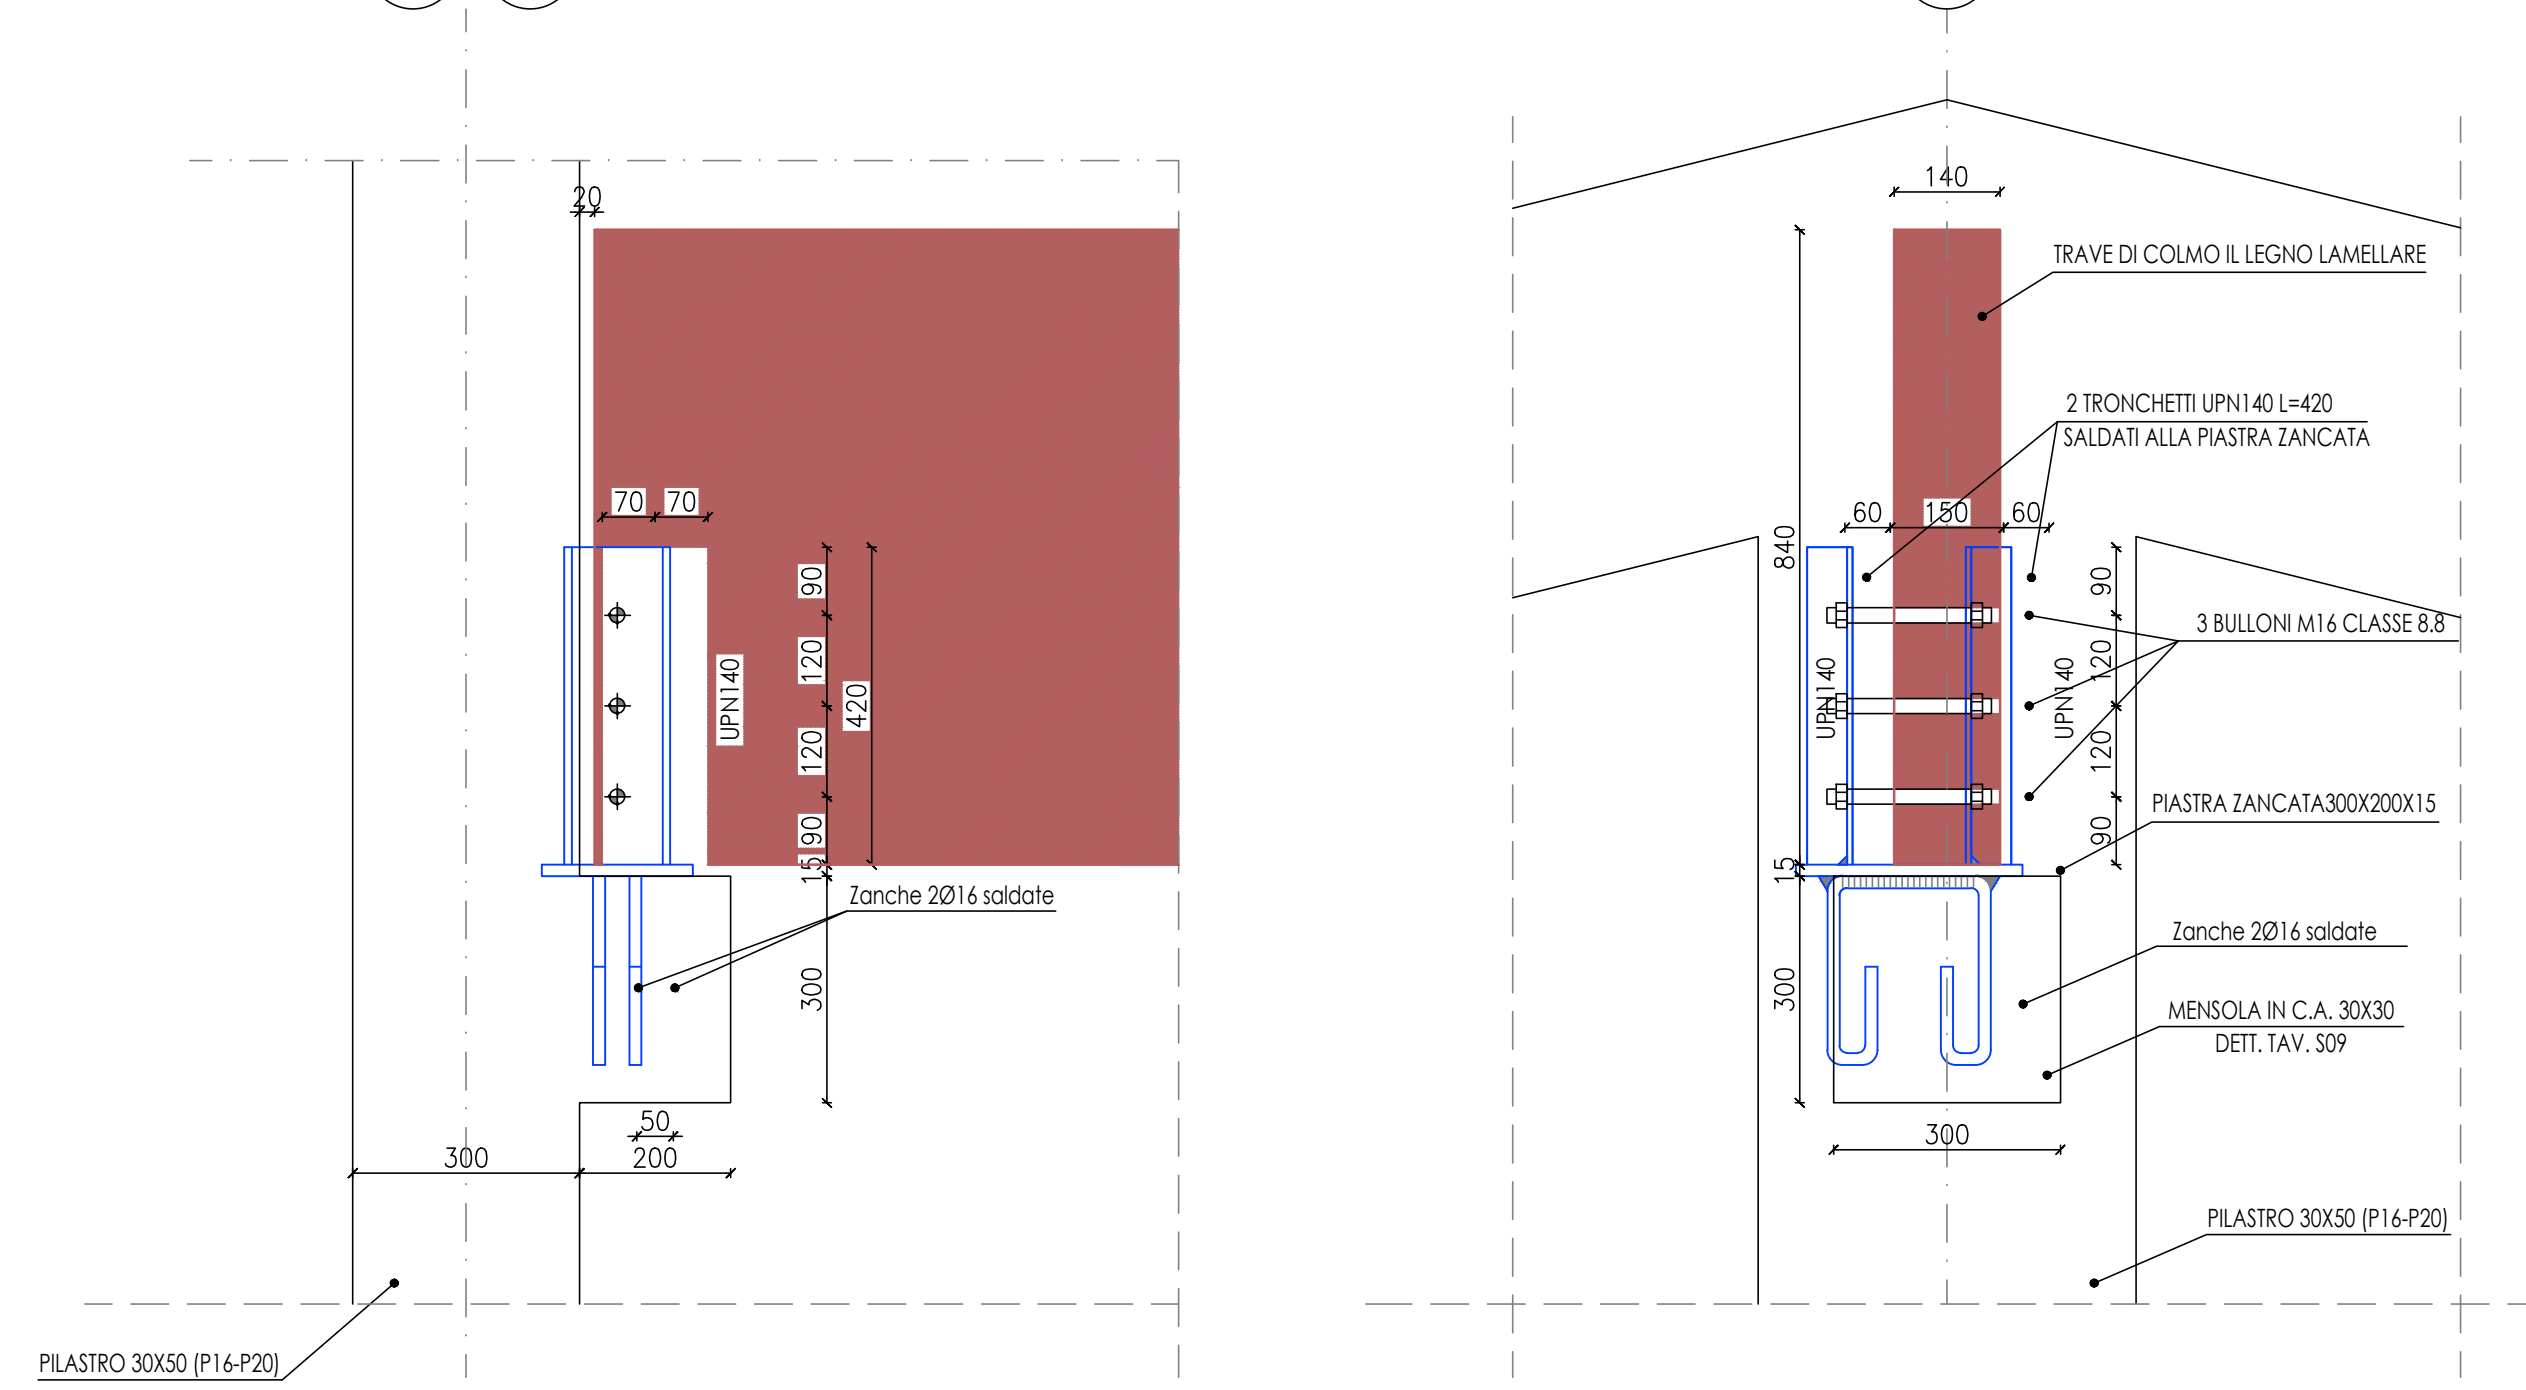 20
70
70
UPN140
90
120
120
90
15
420
300
Zanche 2Ø16 saldate
50
300
200
PILASTRO 30X50 (P16-P20)
140
TRAVE DI COLMO IL LEGNO LAMELLARE
2 TRONCHETTI UPN140 L=420
SALDATI ALLA PIASTRA ZANCATA
60
150
60
840
90
3 BULLONI M16 CLASSE 8.8
120
UPN140
UPN140
120
PIASTRA ZANCATA300X200X15
90
15
Zanche 2Ø16 saldate
300
MENSOLA IN C.A. 30X30
DETT. TAV. S09
300
PILASTRO 30X50 (P16-P20)